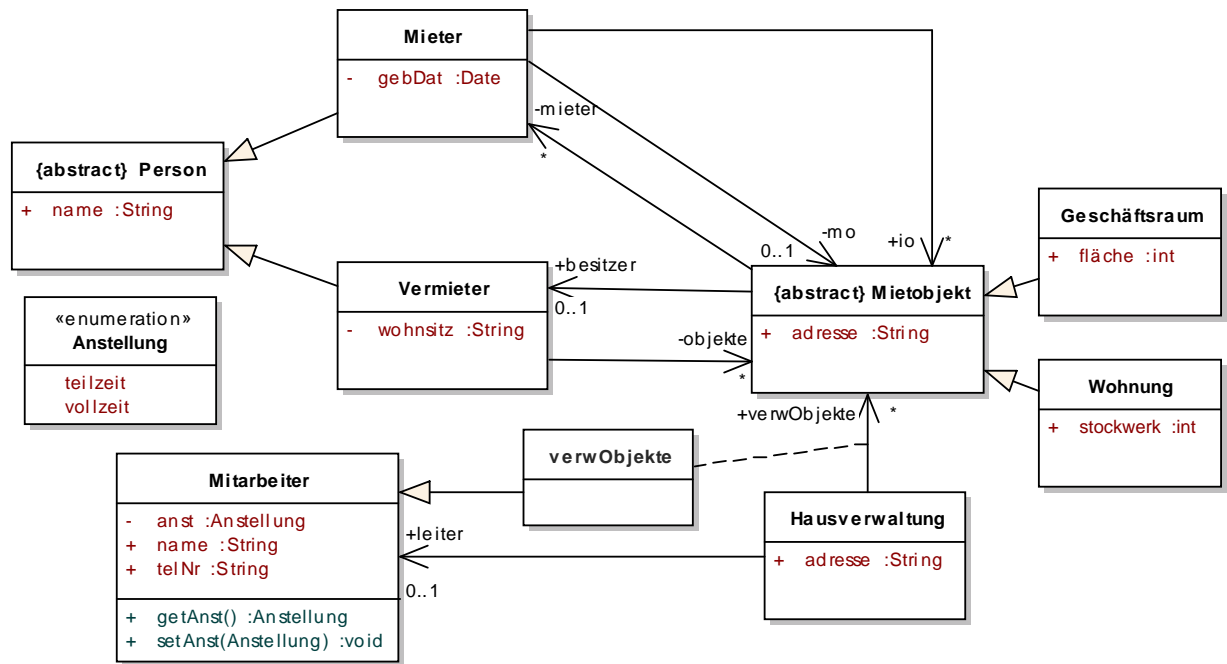 Mieter
- gebDat :Date
-mieter
*
{abstract} Person
+ name :String
-mo
0..1
+io
*
Geschäftsraum
+ fläche :int
Vermieter
- wohnsitz :String
+besitzer
0..1
-objekte
*
{abstract} Mietobjekt
+ adresse :String
«enumeration»
Anstellung
teilzeit
vollzeit
Wohnung
+ stockwerk :int
+verwObjekte
*
verwObjekte
Mitarbeiter
- anst :Anstellung
+ name :String
+ telNr :String
+ getAnst() :Anstellung
+ setAnst(Anstellung) :void
+leiter
0..1
Hausverwaltung
+ adresse :String